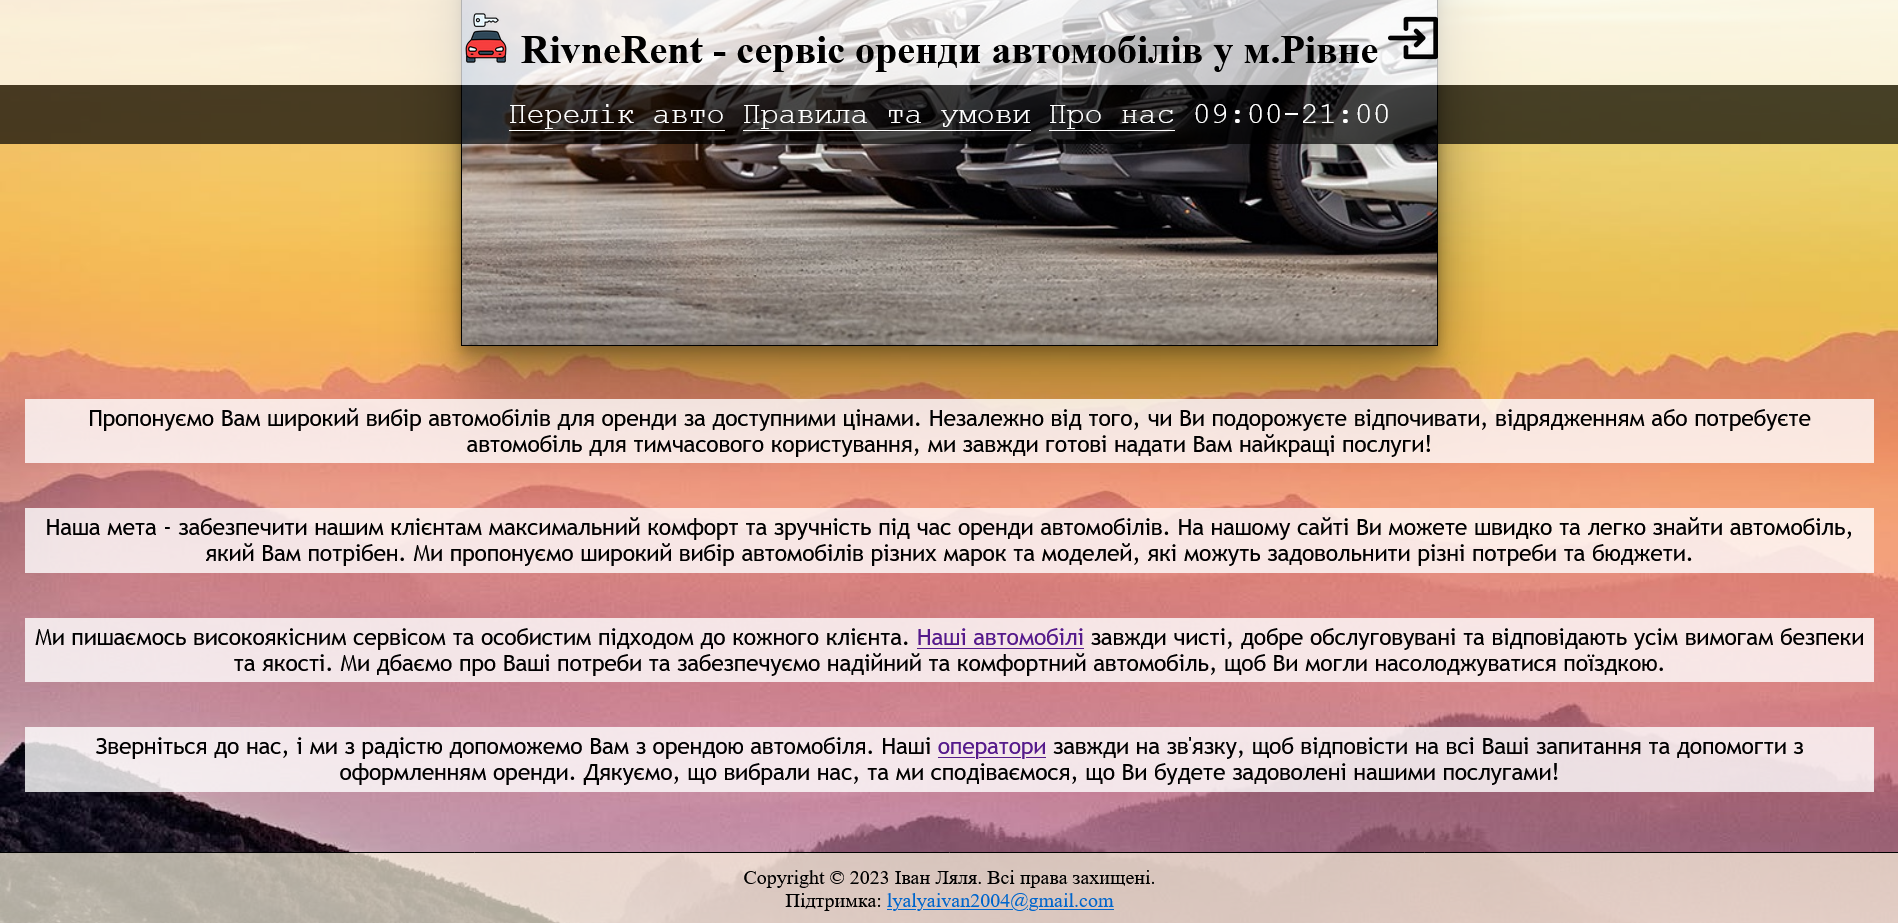 RivneRent - сервіс оренди автомобілів у м.Рівне
Перелік авто Правила та умови Про нас 09:00-21:00
Пропонуємо Вам широкий вибір автомобілів для оренди за доступними цінами. Незалежно від того, чи Ви подорожуєте відпочивати, відрядженням або потребуєте
автомобіль для тимчасового користування, ми завжди готові надати Вам найкращі послуги!
Наша мета - забезпечити нашим клієнтам максимальний комфорт та зручність під час оренди автомобілів. На нашому сайті Ви можете швидко та легко знайти автомобіль,
який Вам потрібен. Ми пропонуємо широкий вибір автомобілів різних марок та моделей, які можуть задовольнити різні потреби та бюджети.
Ми пишаємось високоякісним сервісом та особистим підходом до кожного клієнта. Наші автомобілі завжди чисті, добре обслуговувані та відповідають усім вимогам безпеки
та якості. Ми дбаємо про Ваші потреби та забезпечуємо надійний та комфортний автомобіль, щоб Ви могли насолоджуватися поїздкою.
Зверніться до нас, і ми з радістю допоможемо Вам з орендою автомобіля. Наші оператори завжди на зв'язку, щоб відповісти на всі Ваші запитання та допомогти з
оформленням оренди. Дякуємо, що вибрали нас, та ми сподіваємося, що Ви будете задоволені нашими послугами!
Copyright © 2023 Іван Ляля. Всі права захищені.
Підтримка: lyalyaivan2004@gmail.com